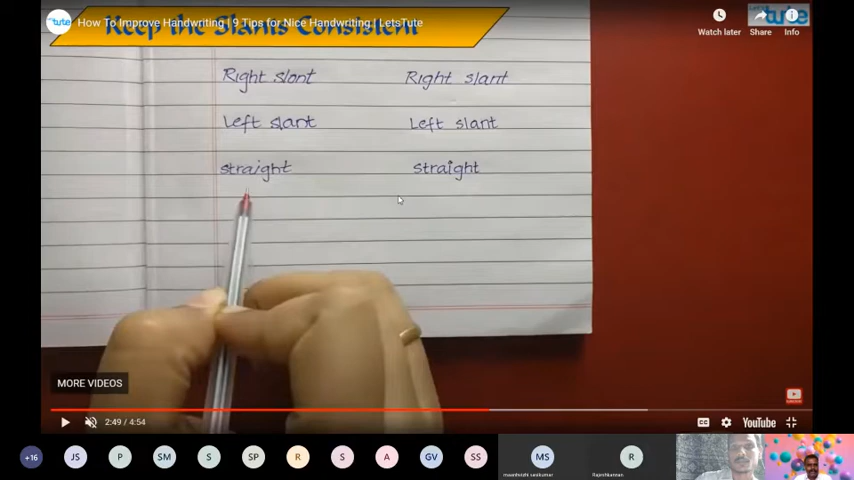 How To Improve Handwriting | 9 Tips for Nice Handwriting | LetsTute
Keep the Slants Consistent
Watch later
Share
Info
tute
Right slant Right slant
Left slant Left slant
straight straight
MORE VIDEOS
2:49 / 4:54
YouTube
+16
JS
P
SM
S
SP
R
S
A
GV
SS
MS
R